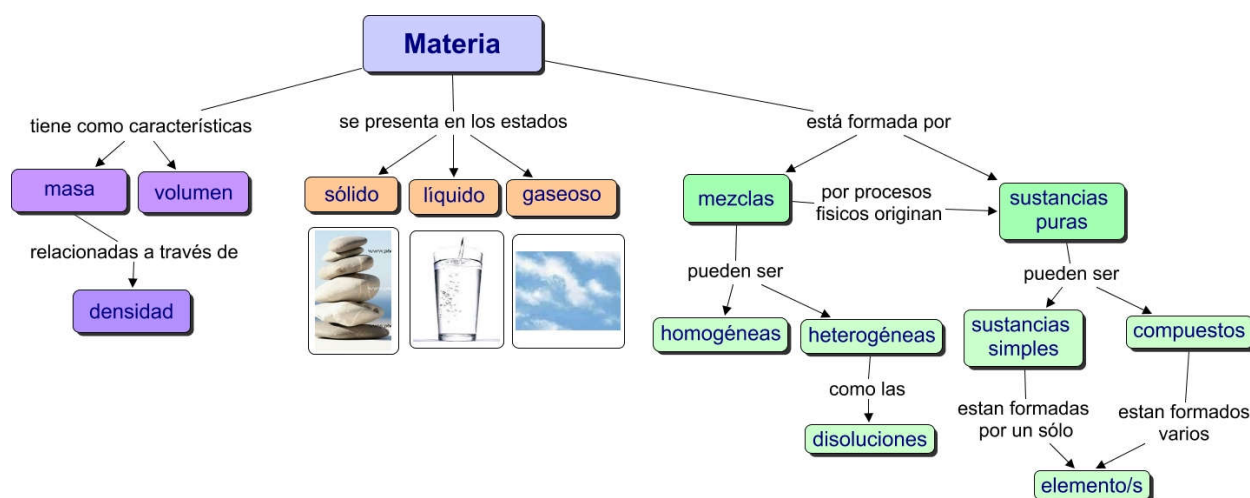 Materia
tiene como características
se presenta en los estados
está formada por
masa
volumen
sólido
líquido
gaseoso
mezclas
por procesos
fisicos originan
sustancias
puras
relacionadas a través de
densidad
pueden ser
pueden ser
homogéneas
heterogéneas
sustancias
simples
compuestos
como las
disoluciones
estan formadas
por un sólo
estan formados
varios
elemento/s